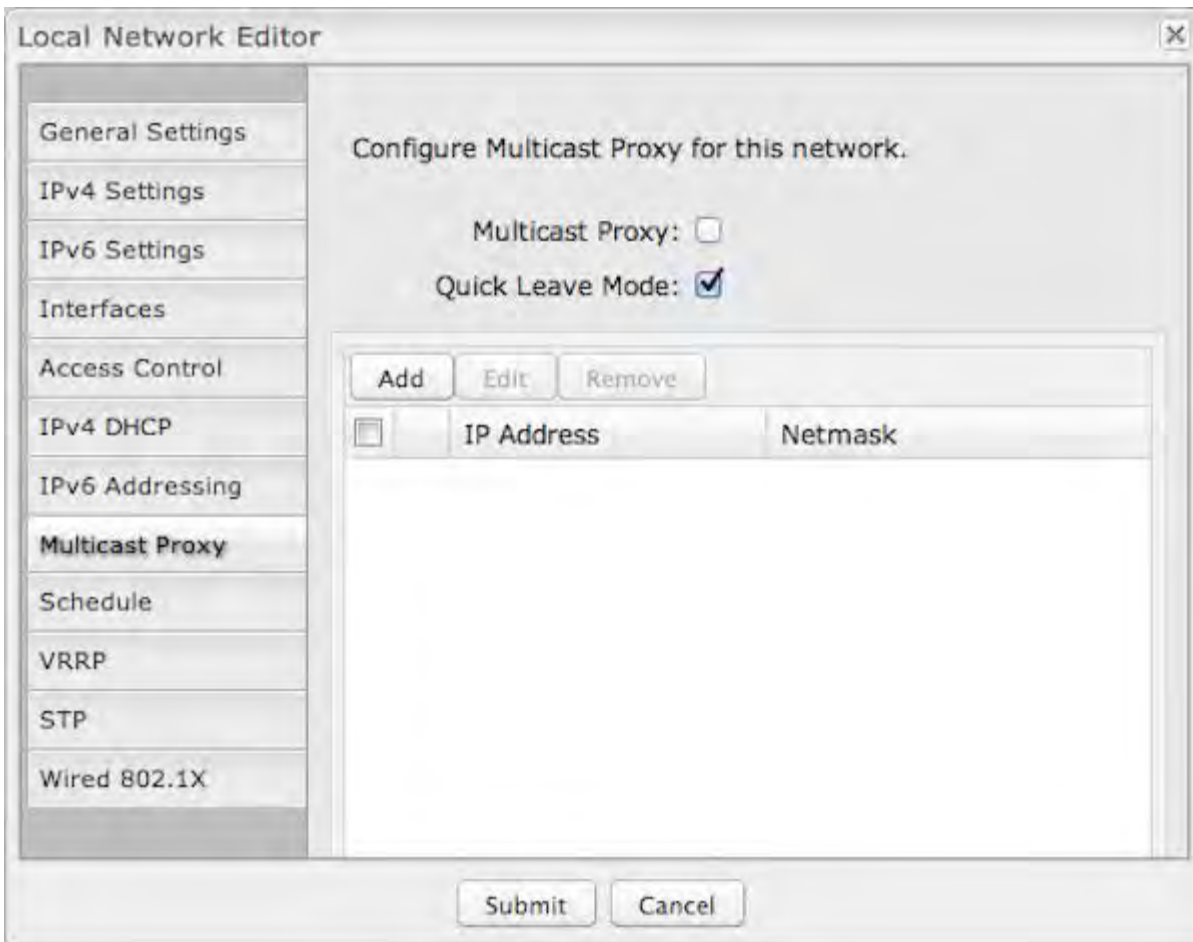 Local Network Editor
General Settings
IPv4 Settings
IPv6 Settings
Interfaces
Access Control
IPv4 DHCP
IPv6 Addressing
Multicast Proxy
Schedule
VRRP
STP
Wired 802.1X
Configure Multicast Proxy for this network.
Multicast Proxy:
Quick Leave Mode:
Add Edit Remove
IP Address Netmask
Submit Cancel